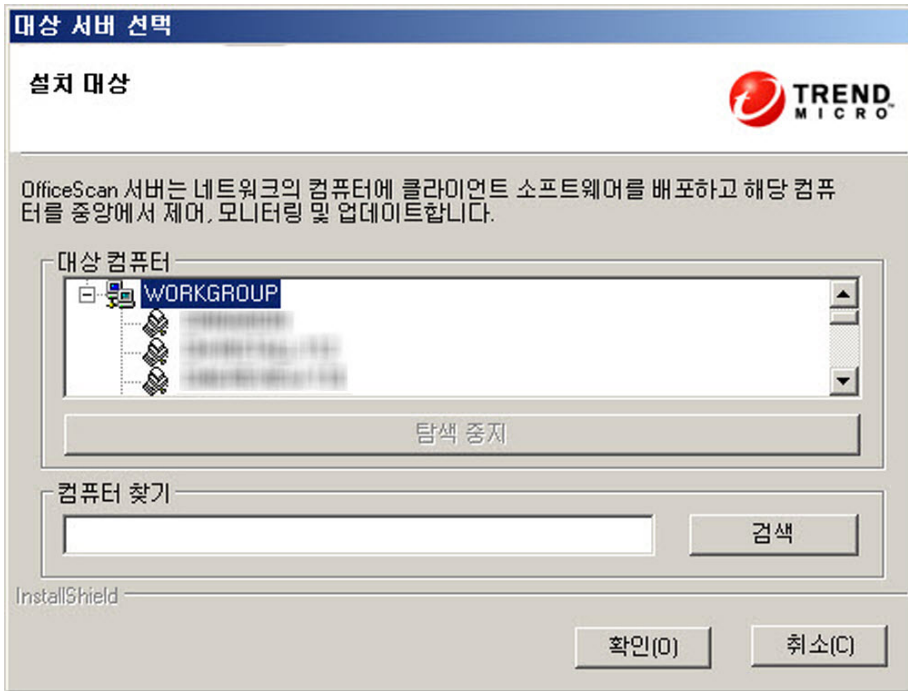 대상 서버 선택
설치 대상
TREND
MICRO
OfficeScan 서버는 네트워크의 컴퓨터에 클라이언트 소프트웨어를 배포하고 해당 컴퓨
터를 중앙에서 제어, 모니터링 및 업데이트합니다.
대상 컴퓨터
WORKGROUP
탐색 중지
컴퓨터 찾기
검색
InstallShield
확인(O)
취소(C)